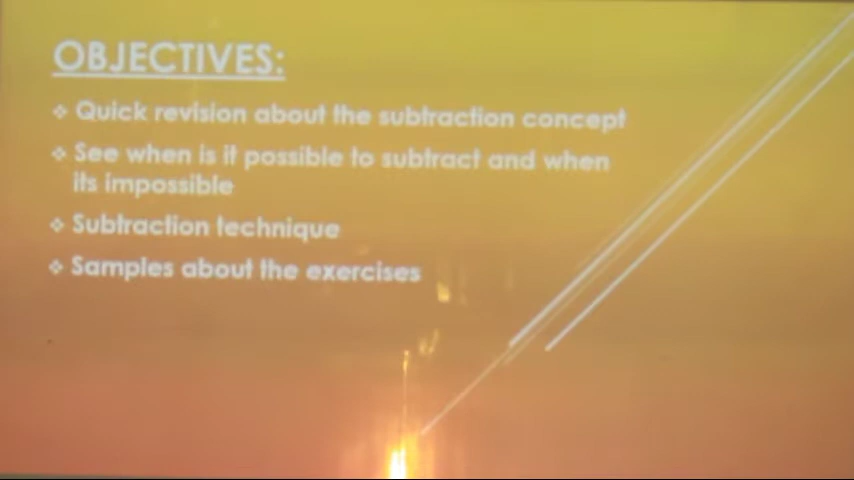 OBJECTIVES:
❖ Quick revision about the subtraction concept
❖ See when is it possible to subtract and when
its impossible
❖ Subtraction technique
❖ Samples about the exercises